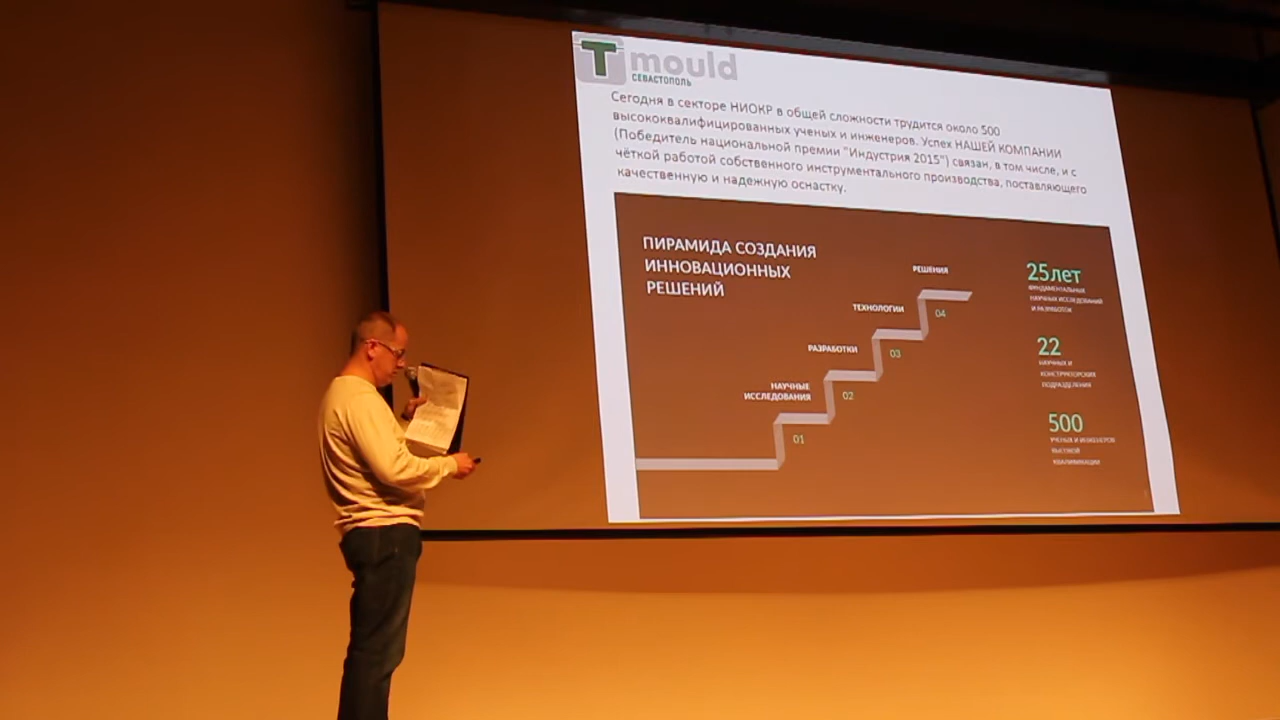 T mould
СЕВАСТОПОЛЬ
Сегодня в секторе НИОКР в общей сложности трудится около 500
высококвалифицированных ученых и инженеров. Успех НАШЕЙ КОМПАНИИ
(Победитель национальной премии "Индустрия 2015") связан, в том числе, и с
чёткой работой собственного инструментального производства, поставляющего
качественную и надежную оснастку.
ПИРАМИДА СОЗДАНИЯ
ИННОВАЦИОННЫХ
РЕШЕНИЙ
РЕШЕНИЯ
04
ТЕХНОЛОГИИ
03
РАЗРАБОТКИ
02
НАУЧНЫЕ
ИССЛЕДОВАНИЯ
01
25лет
ФУНДАМЕНТАЛЬНЫХ
НАУЧНЫХ ИССЛЕДОВАНИЙ
И РАЗРАБОТОК
22
НАУЧНЫХ И
КОНСТРУКТОРСКИХ
ПОДРАЗДЕЛЕНИЯ
500
УЧЕНЫХ И ИНЖЕНЕРОВ
ВЫСОКОЙ
КВАЛИФИКАЦИИ